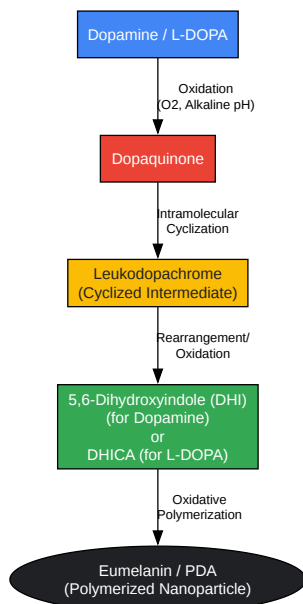 Dopamine / L-DOPA
Oxidation
(O2, Alkaline pH)
Dopaquinone
Intramolecular
Cyclization
Leukodopachrome
(Cyclized Intermediate)
Rearrangement/
Oxidation
5,6-Dihydroxyindole (DHI)
(for Dopamine)
or
DHICA (for L-DOPA)
Oxidative
Polymerization
Eumelanin / PDA
(Polymerized Nanoparticle)